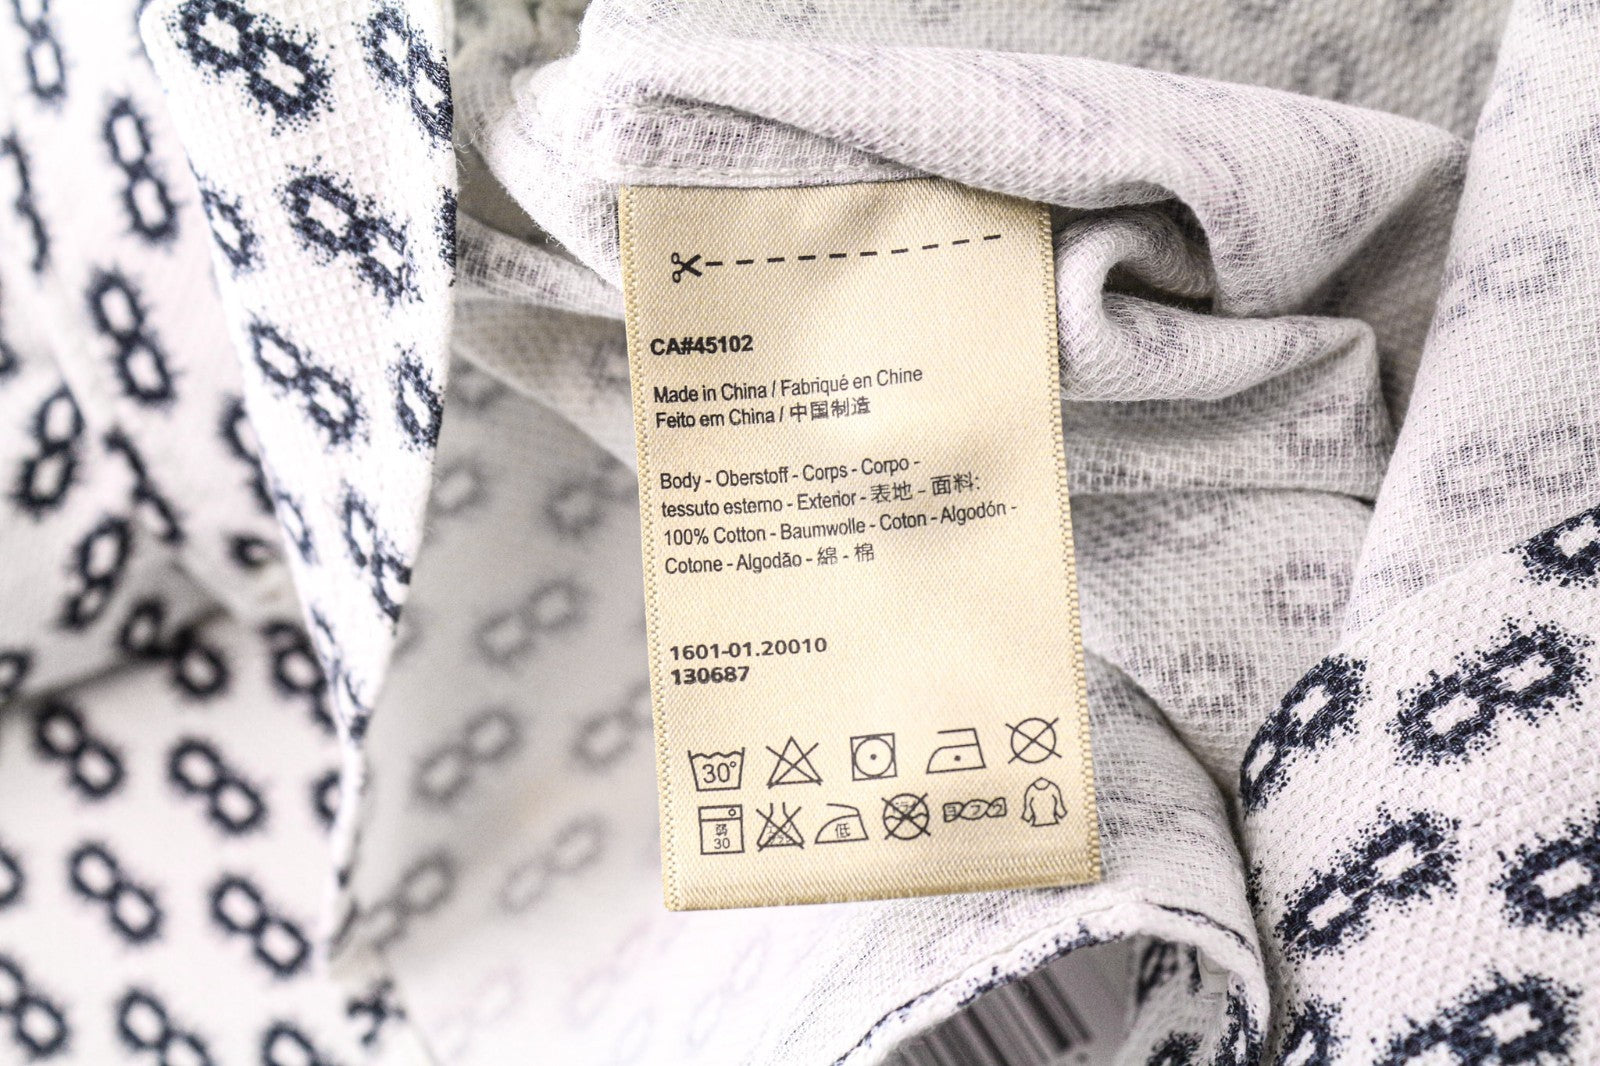 CA#45102
Made in China / Fabriqué en Chine
Feito em China / 中国制造
Body - Oberstoff - Corps - Corpo -
tessuto esterno - Exterior - 表地 - 面料:
100% Cotton - Baumwolle - Coton - Algodón -
Cotone - Algodão - 綿 - 棉
1601-01.20010
130687
30°
弱
30
低